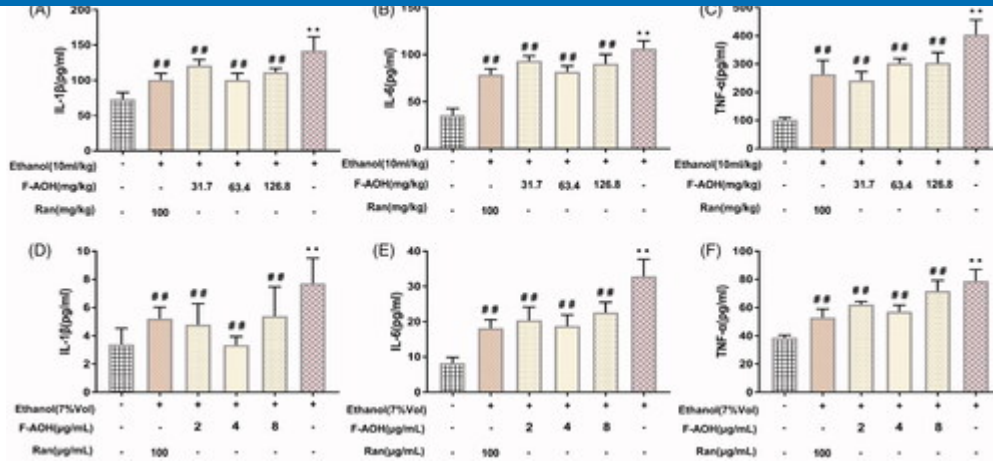 (A)
IL-1β(pg/ml)
200
150
100
50
0
## ## ## ## **
Ethanol(10ml/kg) - + + + + +
F-AOH(mg/kg) - - 31.7 63.4 126.8 -
Ran(mg/kg) - 100 - - - -
(B)
IL-6(pg/ml)
150
100
50
0
## ## ## ## **
Ethanol(10ml/kg) - + + + + +
F-AOH(mg/kg) - - 31.7 63.4 126.8 -
Ran(mg/kg) - 100 - - - -
(C)
TNF-α(pg/ml)
500
400
300
200
100
0
## ## ## ## **
Ethanol(10ml/kg) - + + + + +
F-AOH(mg/kg) - - 31.7 63.4 126.8 -
Ran(mg/kg) - 100 - - - -
(D)
IL-1β(pg/ml)
10
8
6
4
2
0
## ## ## ## **
Ethanol(7%Vol) - + + + + +
F-AOH(μg/mL) - - 2 4 8 -
Ran(μg/mL) - 100 - - - -
(E)
IL-6(pg/ml)
40
30
20
10
0
## ## ## ## **
Ethanol(7%Vol) - + + + + +
F-AOH(μg/mL) - - 2 4 8 -
Ran(μg/mL) - 100 - - - -
(F)
TNF-α(pg/ml)
100
80
60
40
20
0
## ## ## ## **
Ethanol(7%Vol) - + + + + +
F-AOH(μg/mL) - - 2 4 8 -
Ran(μg/mL) - 100 - - - -